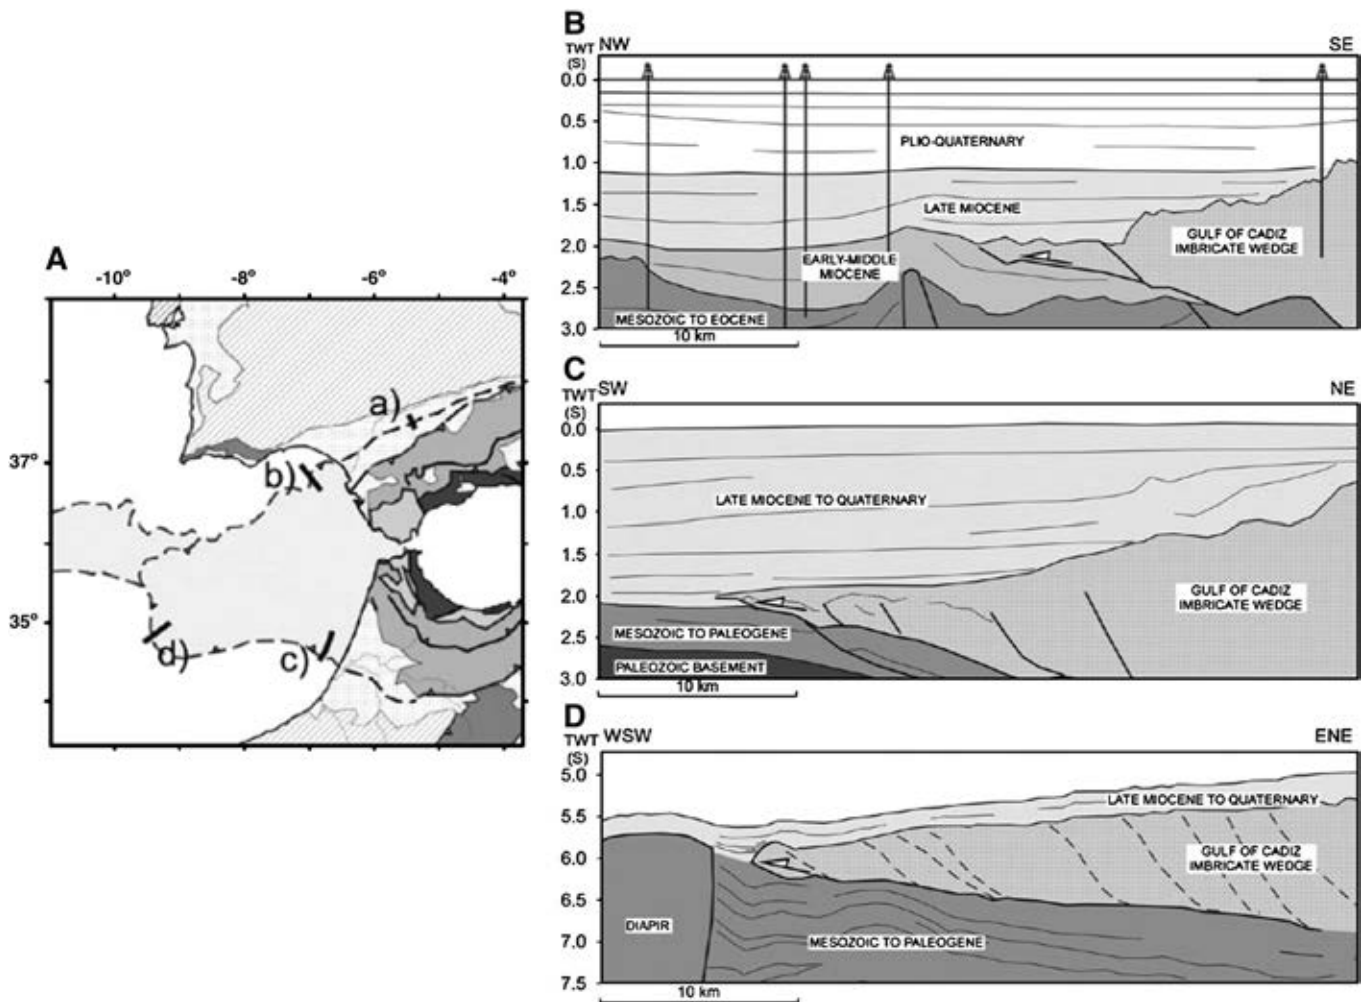 A
-10°
-8°
-6°
-4°
37°
35°
a)
b)
c)
d)
B
TWT
(S)
NW
SE
0.0
0.5
1.0
1.5
2.0
2.5
3.0
PLIO-QUATERNARY
LATE MIOCENE
GULF OF CADIZ
IMBRICATE WEDGE
EARLY-MIDDLE
MIOCENE
MESOZOIC TO EOCENE
10 km
C
TWT
(S)
SW
NE
0.0
0.5
1.0
1.5
2.0
2.5
3.0
LATE MIOCENE TO QUATERNARY
GULF OF CADIZ
IMBRICATE WEDGE
MESOZOIC TO PALEOGENE
PALEOZOIC BASEMENT
10 km
D
TWT
(S)
WSW
ENE
5.0
5.5
6.0
6.5
7.0
7.5
LATE MIOCENE TO QUATERNARY
GULF OF CADIZ
IMBRICATE WEDGE
DIAPIR
MESOZOIC TO PALEOGENE
10 km